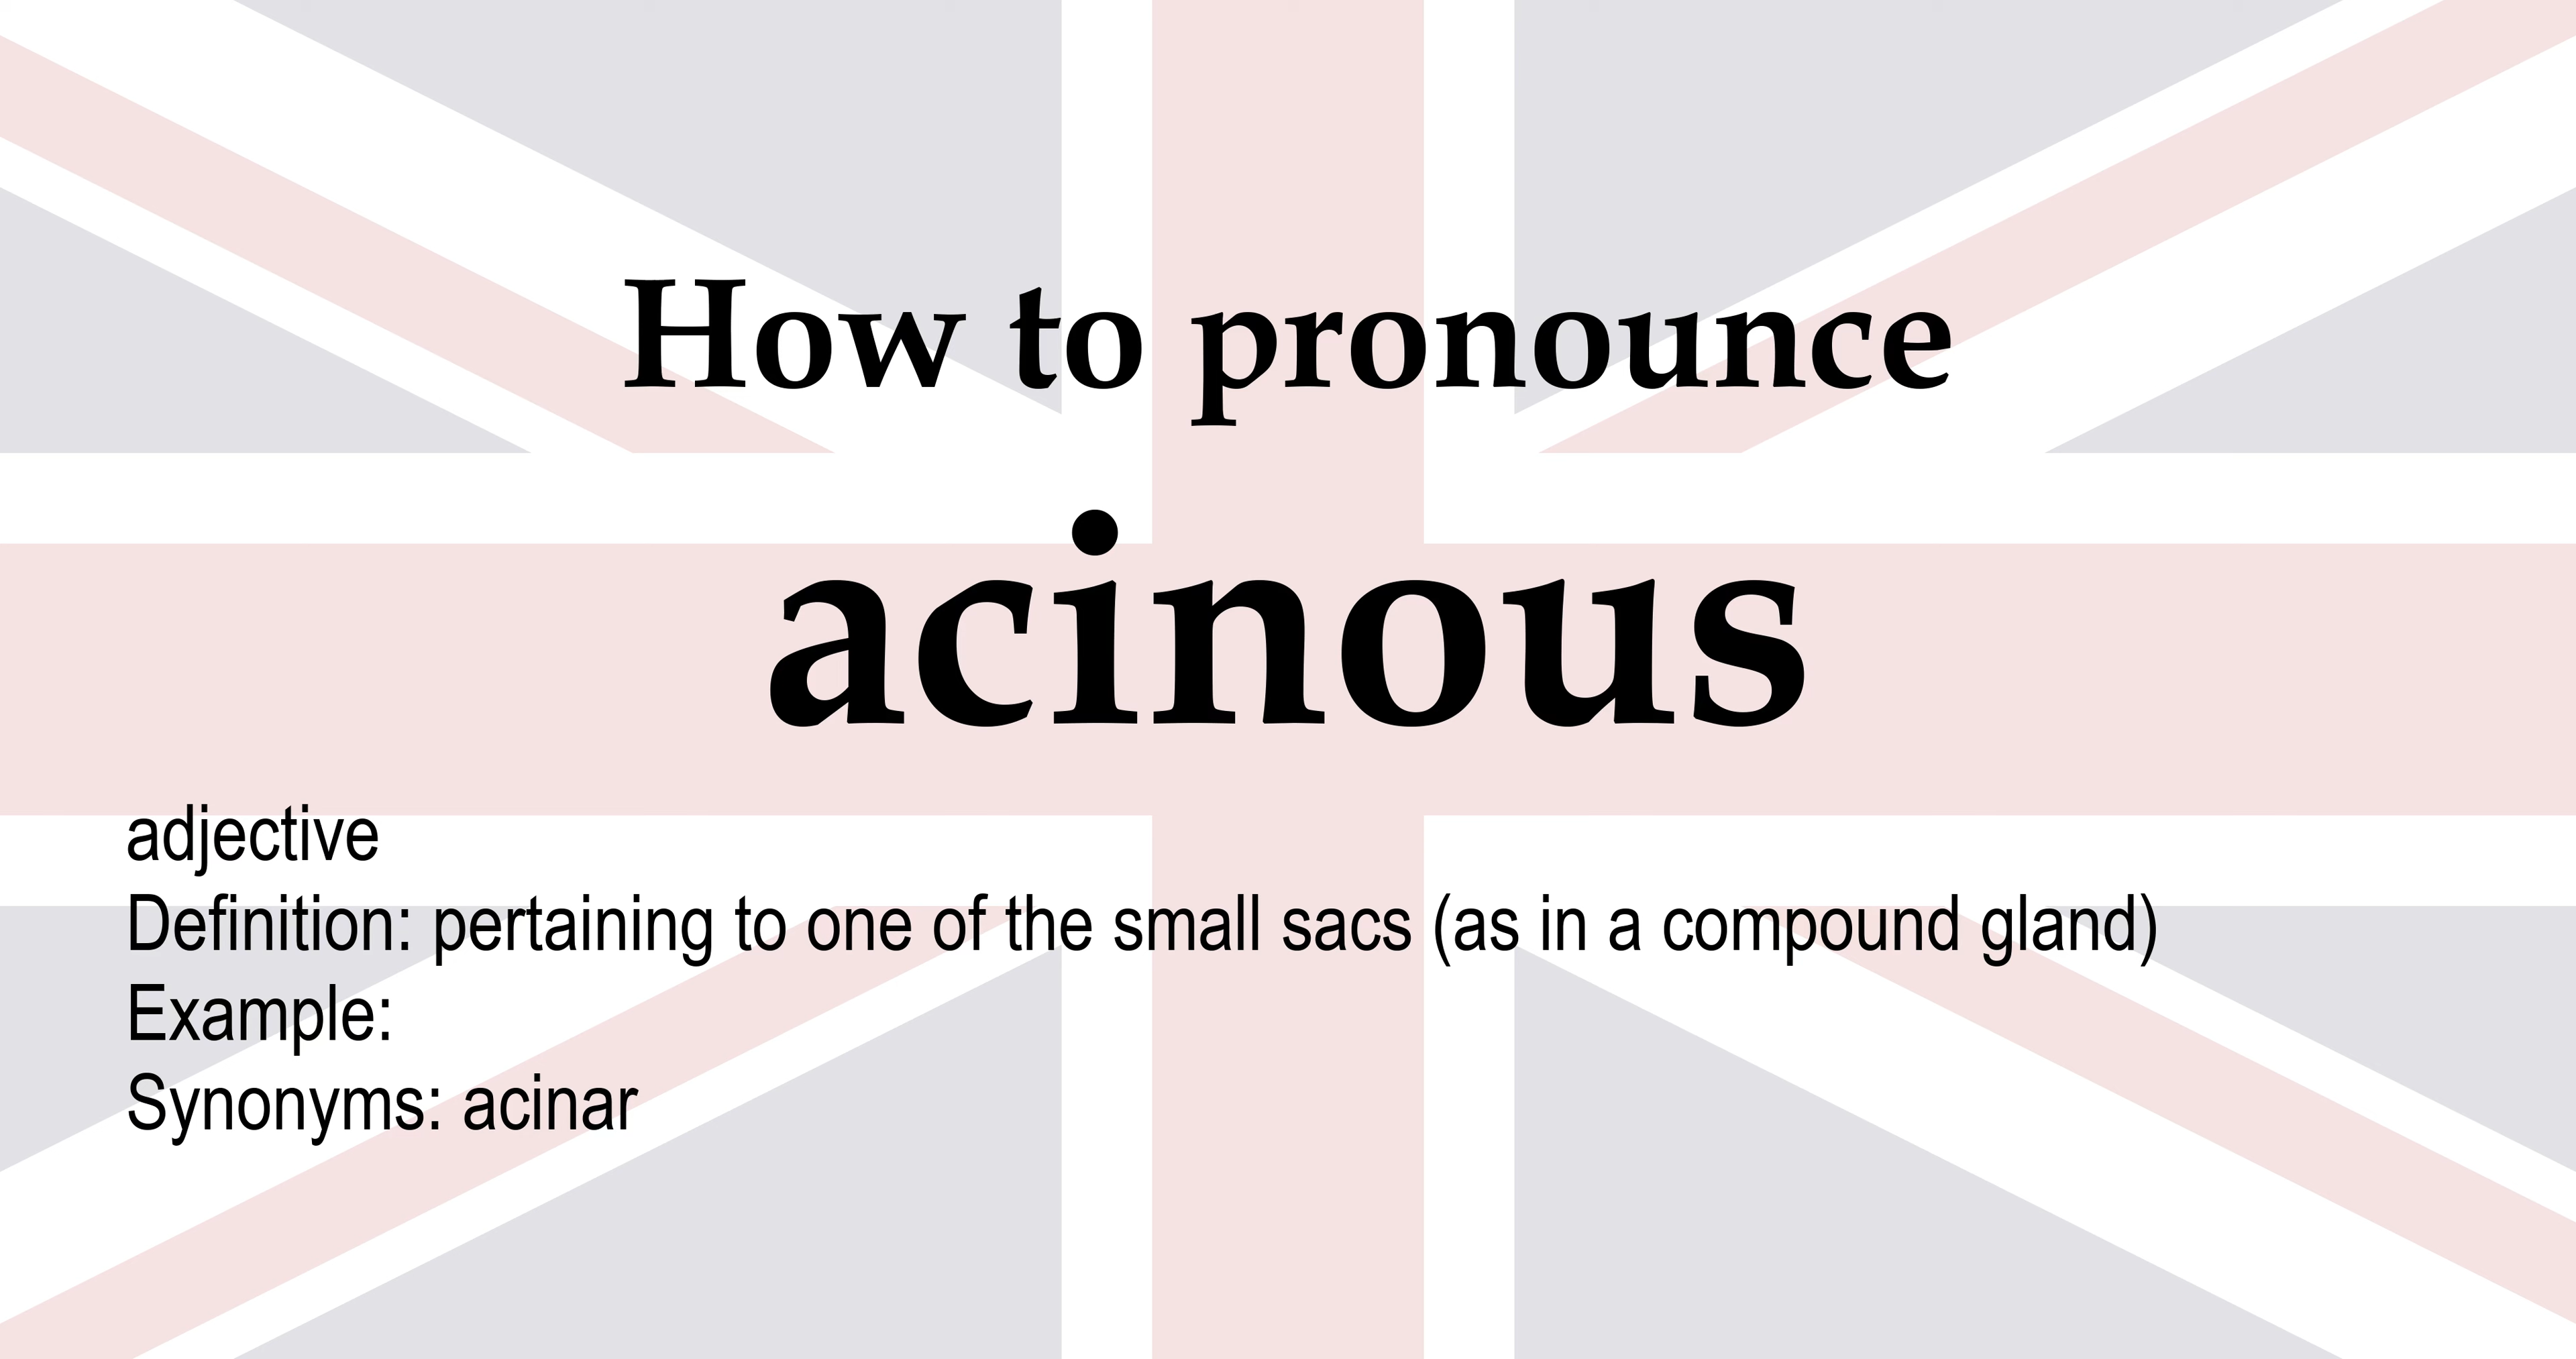 How to pronounce
acinous
adjective
Definition: pertaining to one of the small sacs (as in a compound gland)
Example:
Synonyms: acinar